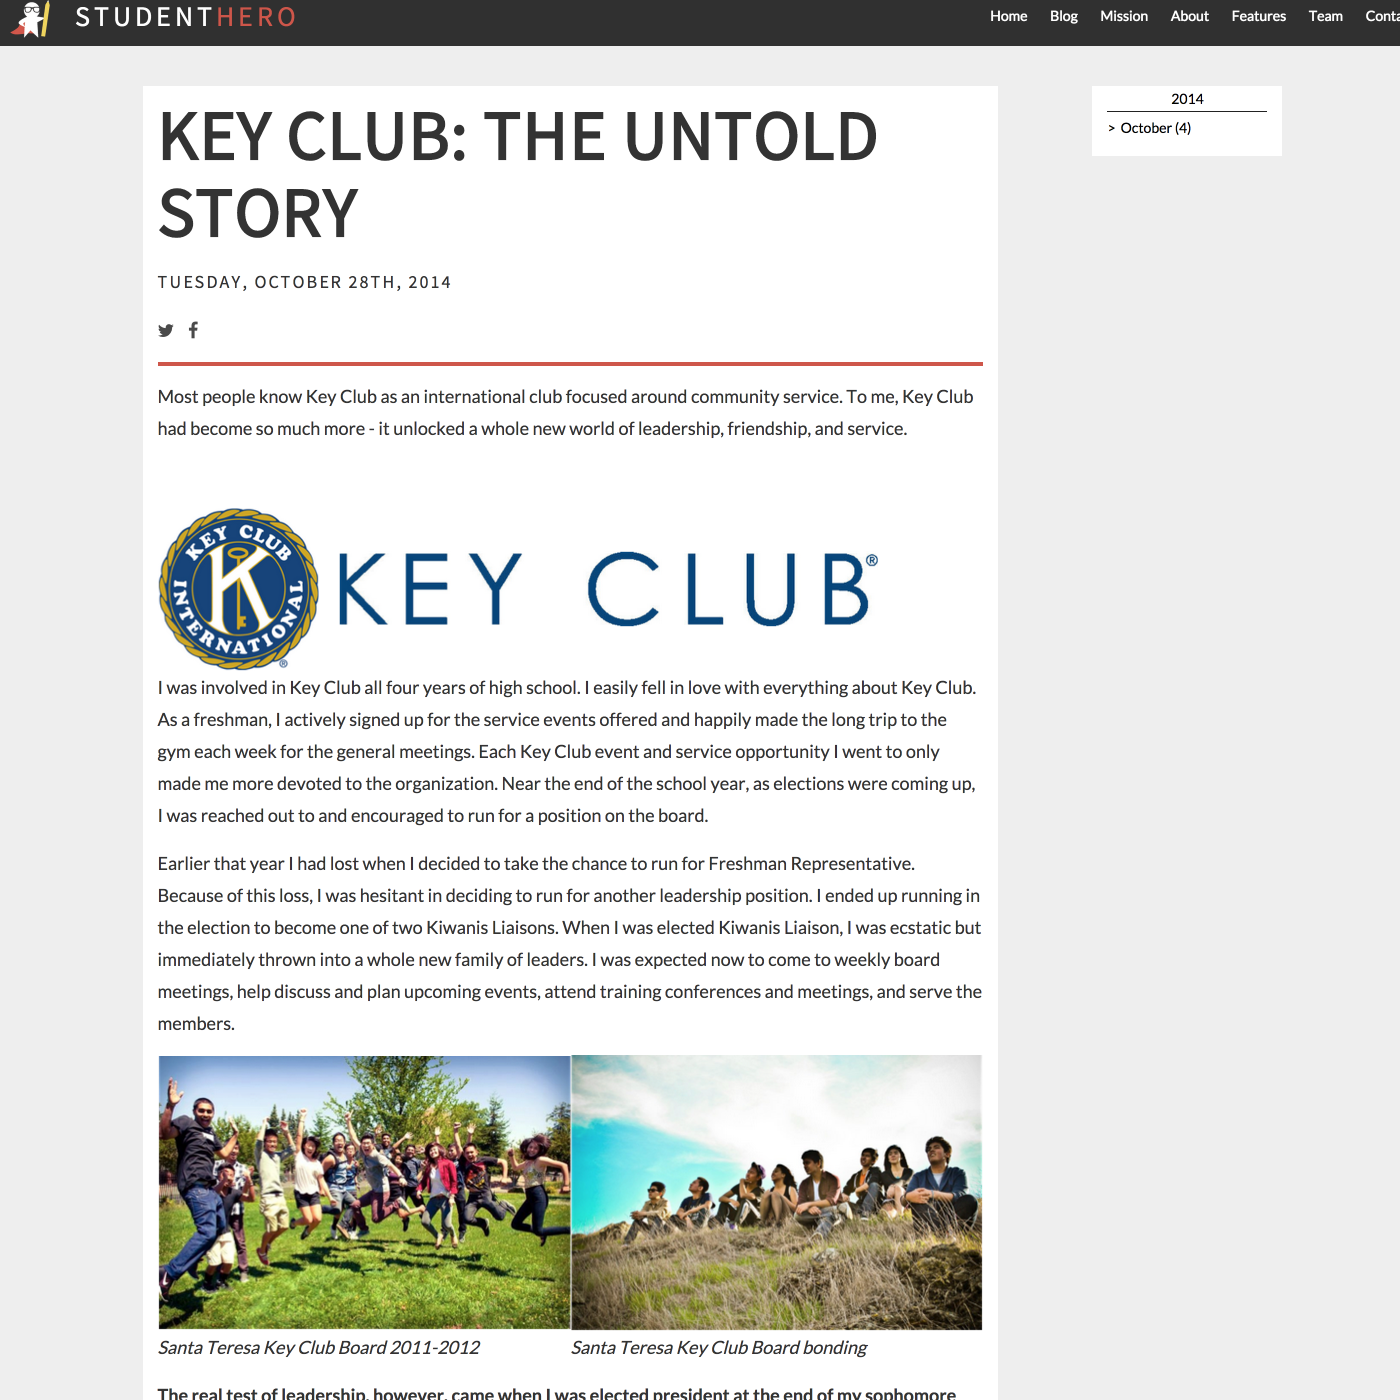 STUDENTHERO
Home Blog Mission About Features Team Conta
2014
> October (4)
KEY CLUB: THE UNTOLD
STORY
TUESDAY, OCTOBER 28TH, 2014
Most people know Key Club as an international club focused around community service. To me, Key Club
had become so much more - it unlocked a whole new world of leadership, friendship, and service.
KEY CLUB
K
INTERNATIONAL
®
KEY CLUB®
I was involved in Key Club all four years of high school. I easily fell in love with everything about Key Club.
As a freshman, I actively signed up for the service events offered and happily made the long trip to the
gym each week for the general meetings. Each Key Club event and service opportunity I went to only
made me more devoted to the organization. Near the end of the school year, as elections were coming up,
I was reached out to and encouraged to run for a position on the board.
Earlier that year I had lost when I decided to take the chance to run for Freshman Representative.
Because of this loss, I was hesitant in deciding to run for another leadership position. I ended up running in
the election to become one of two Kiwanis Liaisons. When I was elected Kiwanis Liaison, I was ecstatic but
immediately thrown into a whole new family of leaders. I was expected now to come to weekly board
meetings, help discuss and plan upcoming events, attend training conferences and meetings, and serve the
members.
Santa Teresa Key Club Board 2011-2012
Santa Teresa Key Club Board bonding
The real test of leadership, however, came when I was elected president at the end of my sophomore